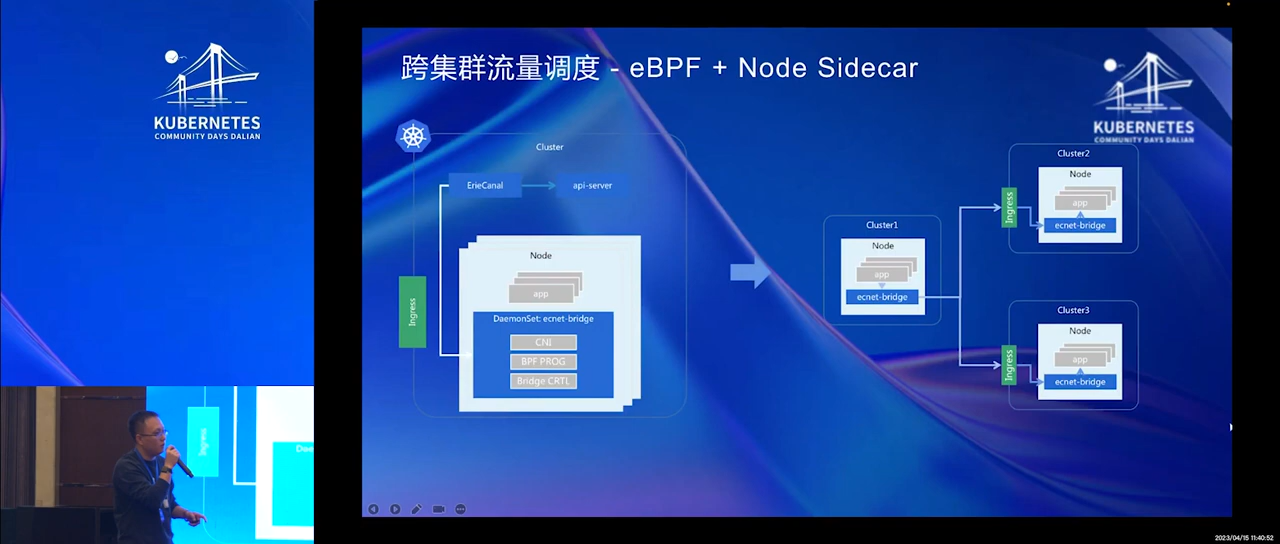 KUBERNETES
COMMUNITY DAYS DALIAN
跨集群流量调度 - eBPF + Node Sidecar
KUBERNETES
COMMUNITY DAYS DALIAN
Cluster
ErieCanal
api-server
Ingress
Node
app
DaemonSet: ecnet-bridge
CNI
BPF PROG
Bridge CRTL
Cluster1
Node
app
ecnet-bridge
Cluster2
Ingress
Node
app
ecnet-bridge
Cluster3
Ingress
Node
app
ecnet-bridge
Ingress
Dae
2023/04/15 11:40:52